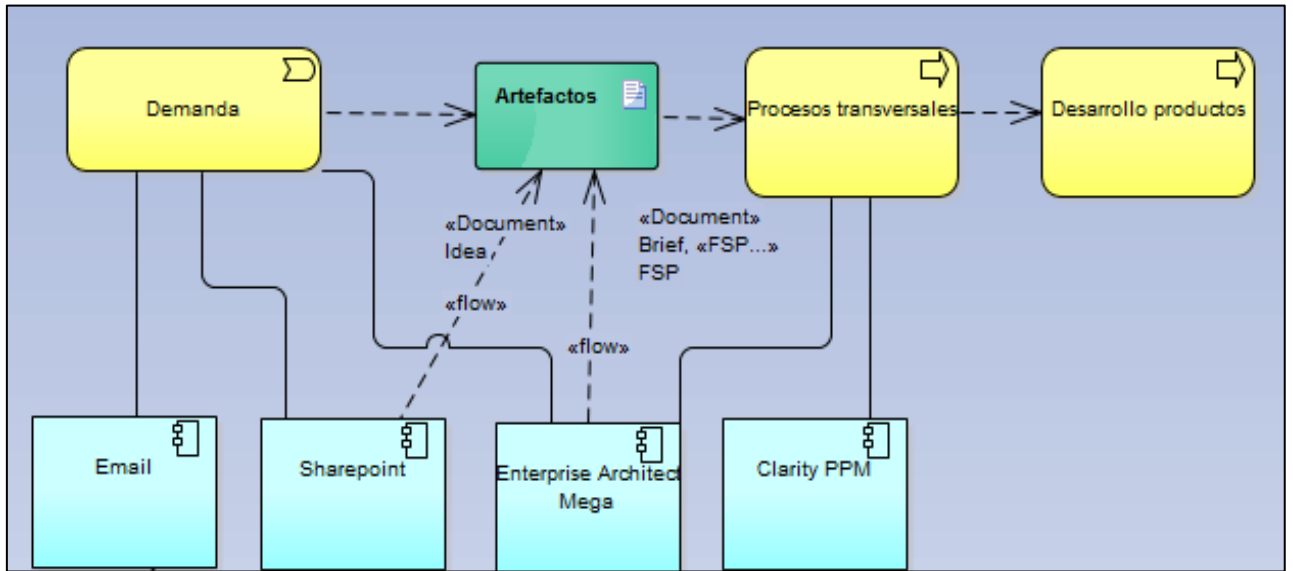 Demanda
Artefactos
Procesos transversales
Desarrollo productos
«Document»
Idea
«Document»
Brief, «FSP...»
FSP
«flow»
«flow»
Email
Sharepoint
Enterprise Architect
Mega
Clarity PPM